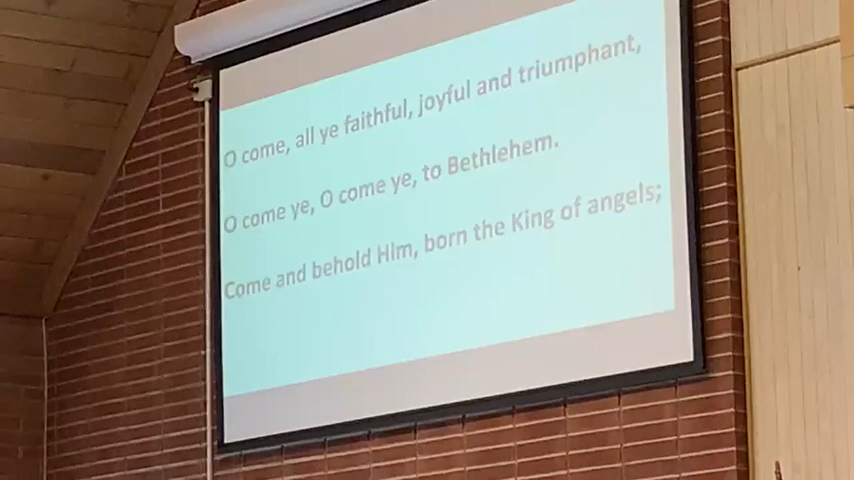 O come, all ye faithful, joyful and triumphant,
O come ye, O come ye, to Bethlehem.
Come and behold Him, born the King of angels;